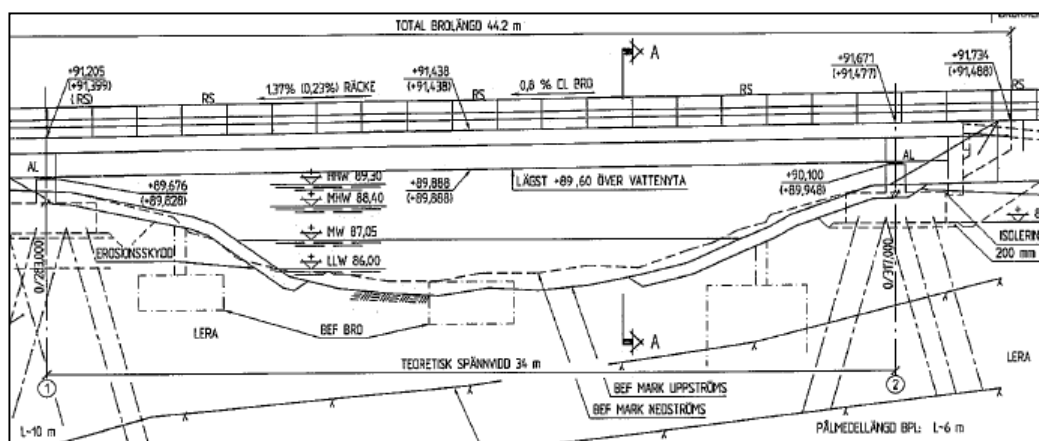 TOTAL BROLÄNGD 44.2 m
A
+91,205
(+91,399)
(RS)
RS
1.37% (0,23%) RÄCKE
+91,438
(+91,438)
RS
0,8 % CL BRO
RS
+91,671
(+91,477)
+91,734
(+91,488)
AL
+89,676
(+89,828)
HHW 89,30
MHW 88,40
MW 87,05
LLW 86,00
+89,888
(+89,888)
LÄGST +89,60 ÖVER VATTENYTA
+90,100
(+89,948)
AL
EROSIONSSKYDD
ISOLERIN
200 mm
0/283,000
0/317,000
LERA
BEF BRO
A
LERA
TEORETISK SPÄNNVIDD 34 m
1
2
BEF MARK UPPSTRÖMS
BEF MARK NEDSTRÖMS
L-10 m
PÅLMEDELLÄNGD BPL: L-6 m